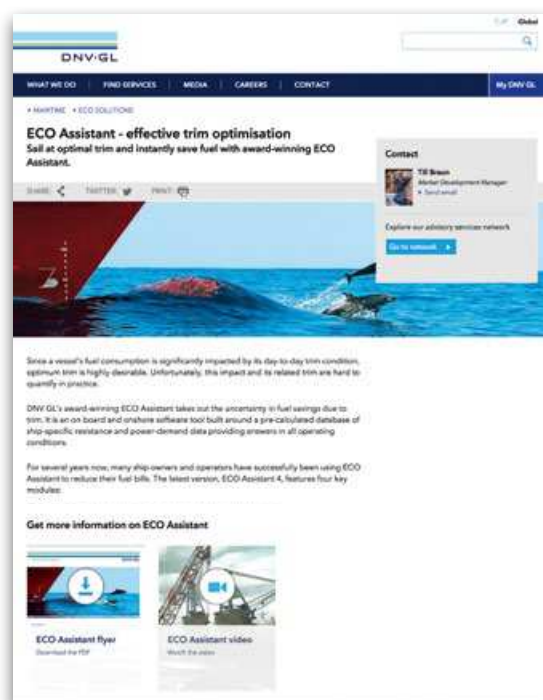 Global
DNV·GL
WHAT WE DO
FIND SERVICES
MEDIA
CAREERS
CONTACT
My DNV GL
MARITIME
ECO SOLUTIONS
ECO Assistant - effective trim optimisation
Sail at optimal trim and instantly save fuel with award-winning ECO
Assistant.
SHARE
TWITTER
PRINT
Contact
Till Braun
Market Development Manager
Send email
Explore our advisory services network
Go to network
Since a vessel's fuel consumption is significantly impacted by its day-to-day trim condition,
optimum trim is highly desirable. Unfortunately, this impact and its related trim are hard to
quantify in practice.
DNV GL's award-winning ECO Assistant takes out the uncertainty in fuel savings due to
trim. It is an on board and onshore software tool built around a pre-calculated database of
ship-specific resistance and power-demand data providing answers in all operating
conditions.
For several years now, many ship owners and operators have successfully been using ECO
Assistant to reduce their fuel bills. The latest version, ECO Assistant 4, features four key
modules:
Get more information on ECO Assistant
ECO Assistant flyer
Download the PDF
ECO Assistant video
Watch the video